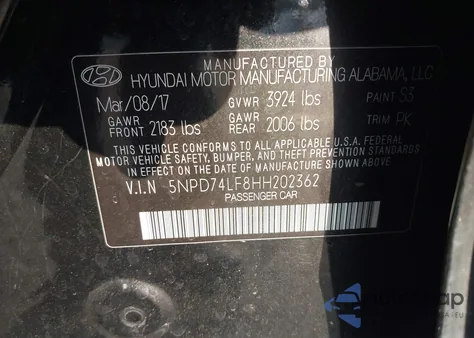 MANUFACTURED BY
HYUNDAI MOTOR MANUFACTURING ALABAMA, LLC
Mar/08/17 GVWR 3924 lbs PAINT S3
GAWR FRONT 2183 lbs GAWR REAR 2006 lbs TRIM PK
THIS VEHICLE CONFORMS TO ALL APPLICABLE U.S.A FEDERAL
MOTOR VEHICLE SAFETY, BUMPER, AND THEFT PREVENTION STANDARDS
IN EFFECT ON THE DATE OF MANUFACTURE SHOWN ABOVE.
V.I.N 5NPD74LF8HH202362
PASSENGER CAR